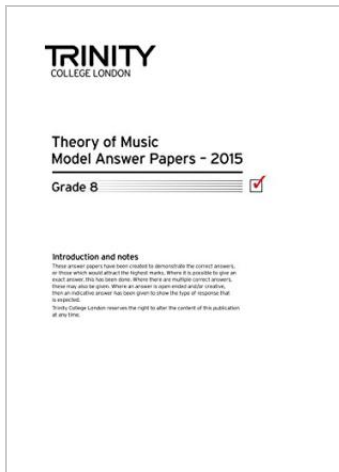 TRINITY
COLLEGE LONDON
Theory of Music
Model Answer Papers – 2015
Grade 8
Introduction and notes
These answer papers have been created to demonstrate the correct answers,
or those which would attract the highest marks. Where it is possible to give an
exact answer, this has been done. Where there are multiple correct answers,
these may also be given. Where an answer is open-ended and/or creative,
then an indicative answer has been given to show the type of response that
is expected.
Trinity College London reserves the right to alter the content of this publication
at any time.